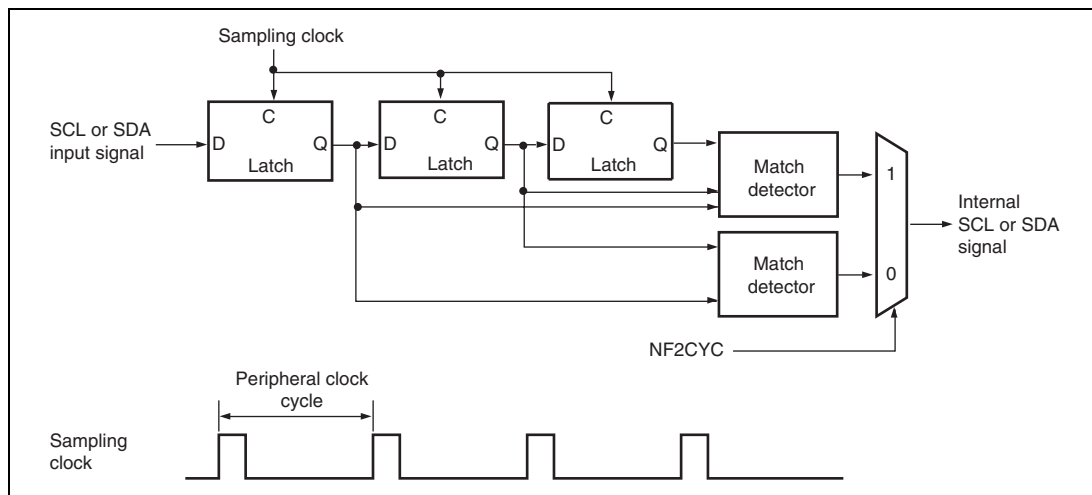 Sampling clock
SCL or SDA
input signal
D
C
Q
Latch
D
C
Q
Latch
D
C
Q
Latch
Match
detector
1
Internal
SCL or SDA
signal
Match
detector
0
NF2CYC
Peripheral clock
cycle
Sampling
clock